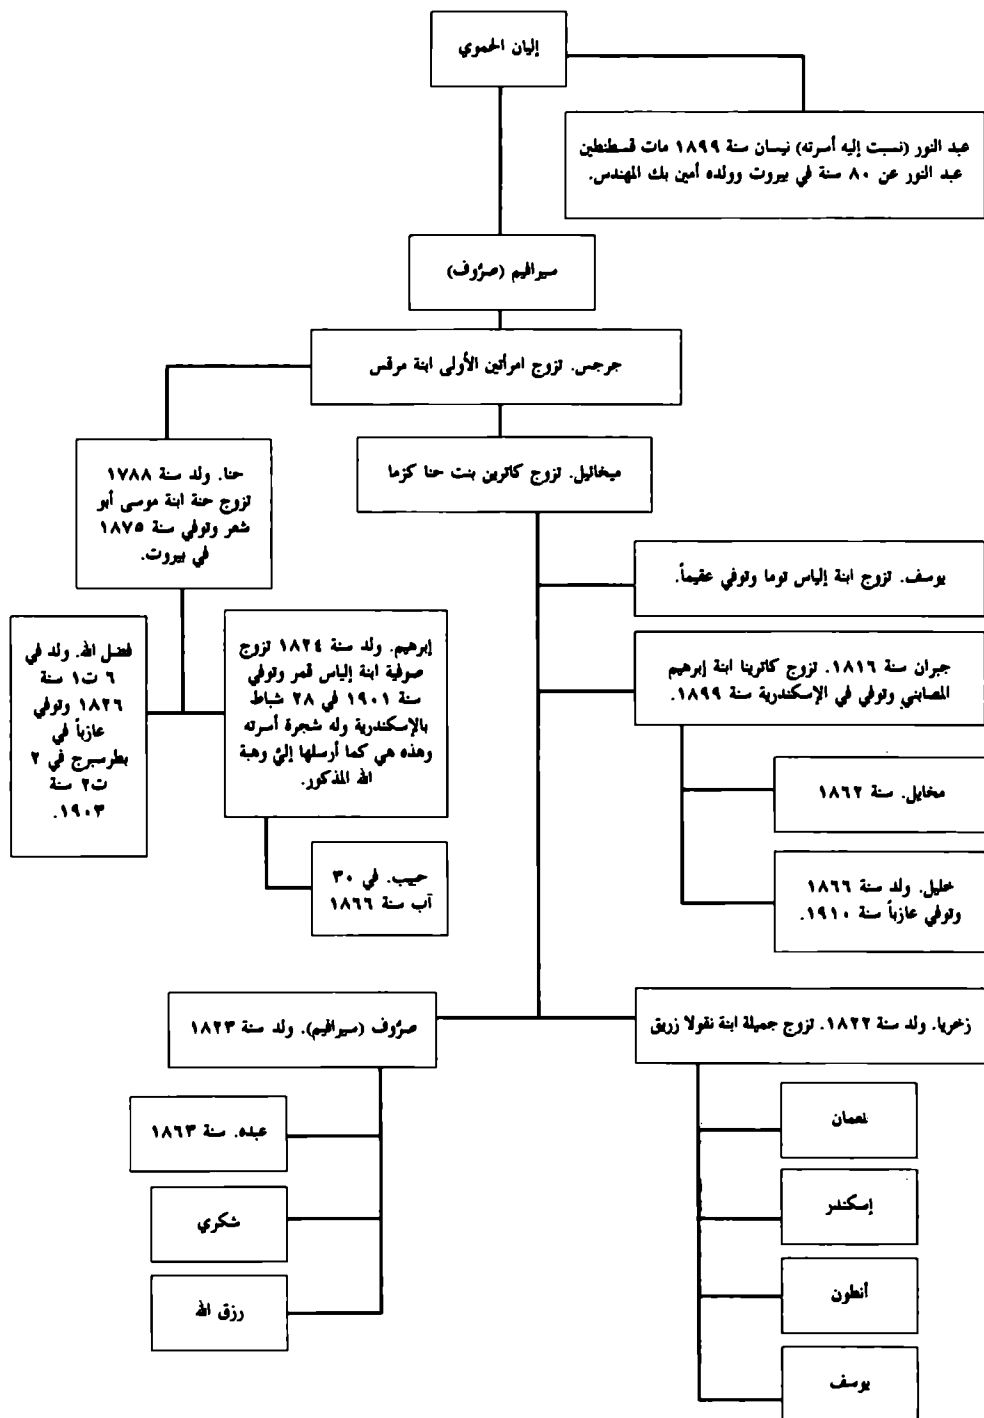 إليان الحموي
عبد النور (نسبت إليه أسرته) نيسان سنة ١٨٩٩ مات قسطنطين
عبد النور عن ٨٠ سنة في بيروت وولده أمين بك المهندس.
سيرافيم (صرّوف)
جرجس. تزوج امرأتين الأولى ابنة مرقس
حنا. ولد سنة ١٧٨٨
تزوج حنة ابنة موسى أبو
شعر وتوفي سنة ١٨٧٥
في بيروت.
ميخائيل. تزوج كاترين بنت حنا كزما
يوسف. تزوج ابنة إلياس توما وتوفي عقيماً.
فضل الله. ولد في
٦ ت١ سنة
١٨٢٦ وتوفي
عازباً في
بطرسبرج في ٢
ت٢ سنة
١٩٠٣.
إبرهيم. ولد سنة ١٨٢٤ تزوج
صوفية ابنة إلياس قمر وتوفي
سنة ١٩٠١ في ٢٨ شباط
بالإسكندرية وله شجرة أسرته
وهذه هي كما أرسلها إليّ وهبة
الله المذكور.
جبران سنة ١٨١٦. تزوج كاترينا ابنة إبرهيم
المصابني وتوفي في الإسكندرية سنة ١٨٩٩.
مخايل. سنة ١٨٦٢
حبيب. في ٣٠
آب سنة ١٨٦٦
خليل. ولد سنة ١٨٦٦
وتوفي عازباً سنة ١٩١٠.
صرّوف (سيرافيم). ولد سنة ١٨٢٣
زخريا. ولد سنة ١٨٢٢. تزوج جميلة ابنة نقولا زريق
عبده. سنة ١٨٦٣
شكري
رزق الله
نعمان
إسكندر
أنطون
يوسف